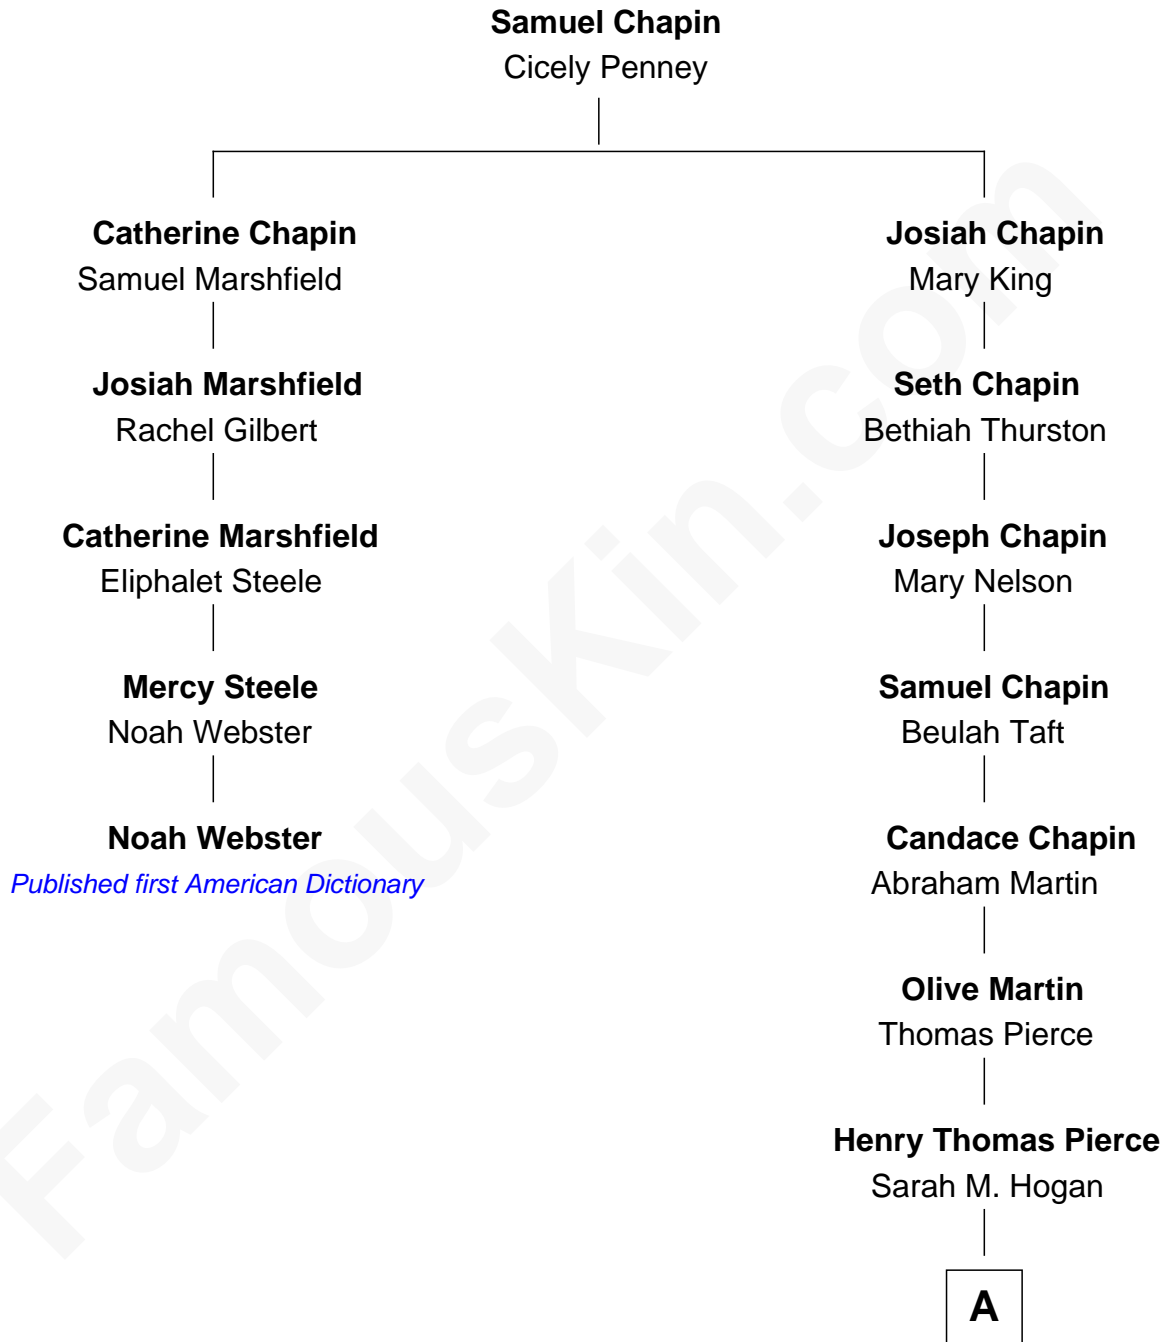 Samuel Chapin
Cicely Penney
Catherine Chapin
Samuel Marshfield
Josiah Marshfield
Rachel Gilbert
Catherine Marshfield
Eliphalet Steele
Mercy Steele
Noah Webster
Noah Webster
Published first American Dictionary
Josiah Chapin
Mary King
Seth Chapin
Bethiah Thurston
Joseph Chapin
Mary Nelson
Samuel Chapin
Beulah Taft
Candace Chapin
Abraham Martin
Olive Martin
Thomas Pierce
Henry Thomas Pierce
Sarah M. Hogan
A
FamousKin.com